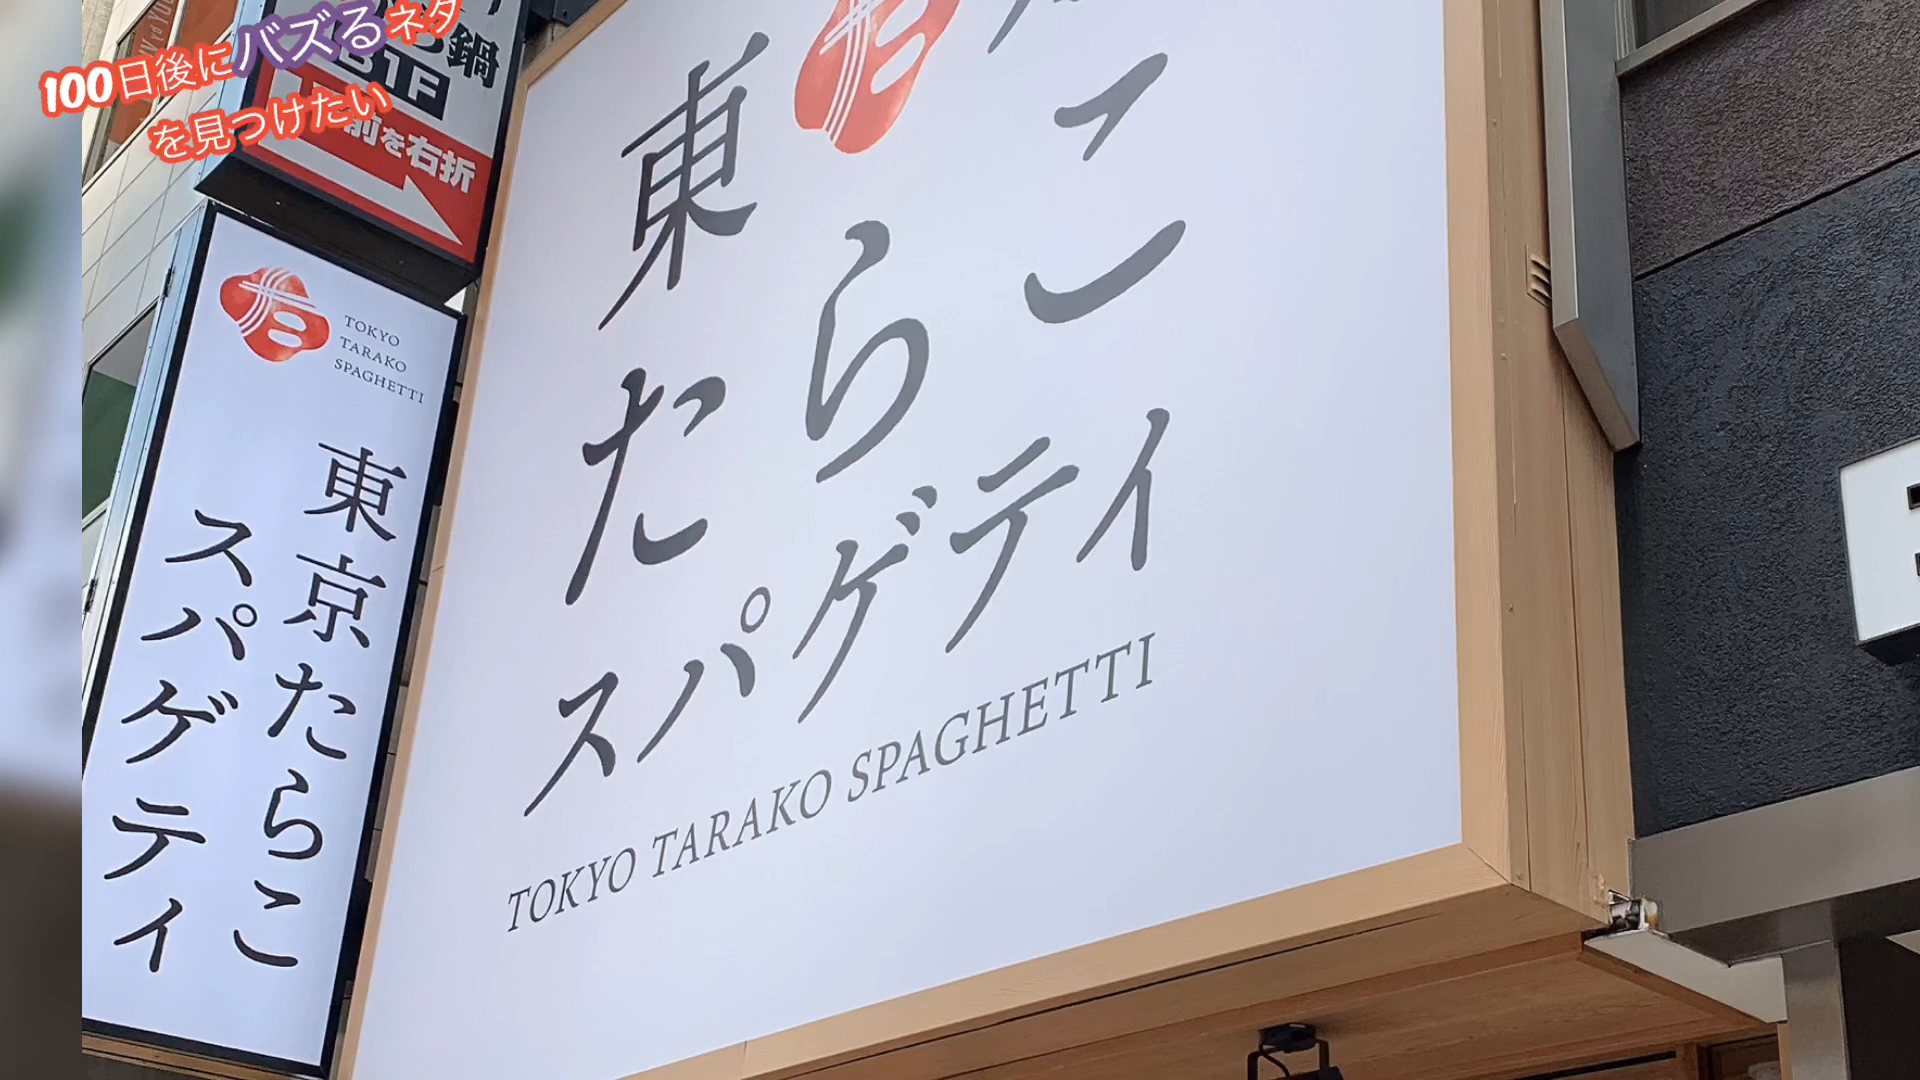 100日後にバズるネタ
を見つけたい
鍋
B1F
前を右折
TOKYO
TARAKO
SPAGHETTI
東京たらこ
スパゲティ
東
たらこ
スパゲティ
TOKYO TARAKO SPAGHETTI